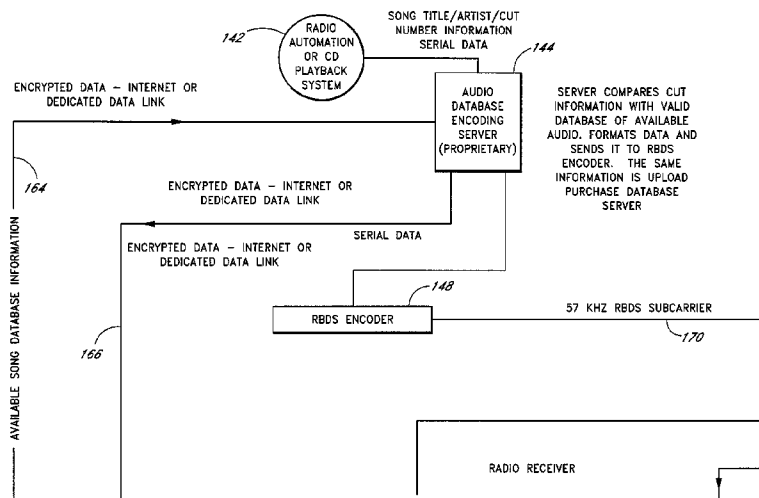 142
RADIO
AUTOMATION
OR CD
PLAYBACK
SYSTEM
SONG TITLE/ARTIST/CUT
NUMBER INFORMATION
SERIAL DATA
144
ENCRYPTED DATA – INTERNET OR
DEDICATED DATA LINK
AUDIO
DATABASE
ENCODING
SERVER
(PROPRIETARY)
SERVER COMPARES CUT
INFORMATION WITH VALID
DATABASE OF AVAILABLE
AUDIO. FORMATS DATA AND
SENDS IT TO RBDS
ENCODER. THE SAME
INFORMATION IS UPLOAD
PURCHASE DATABASE
SERVER
164
AVAILABLE SONG DATABASE INFORMATION
ENCRYPTED DATA – INTERNET OR
DEDICATED DATA LINK
SERIAL DATA
ENCRYPTED DATA – INTERNET OR
DEDICATED DATA LINK
166
148
RBDS ENCODER
57 KHZ RBDS SUBCARRIER
170
RADIO RECEIVER